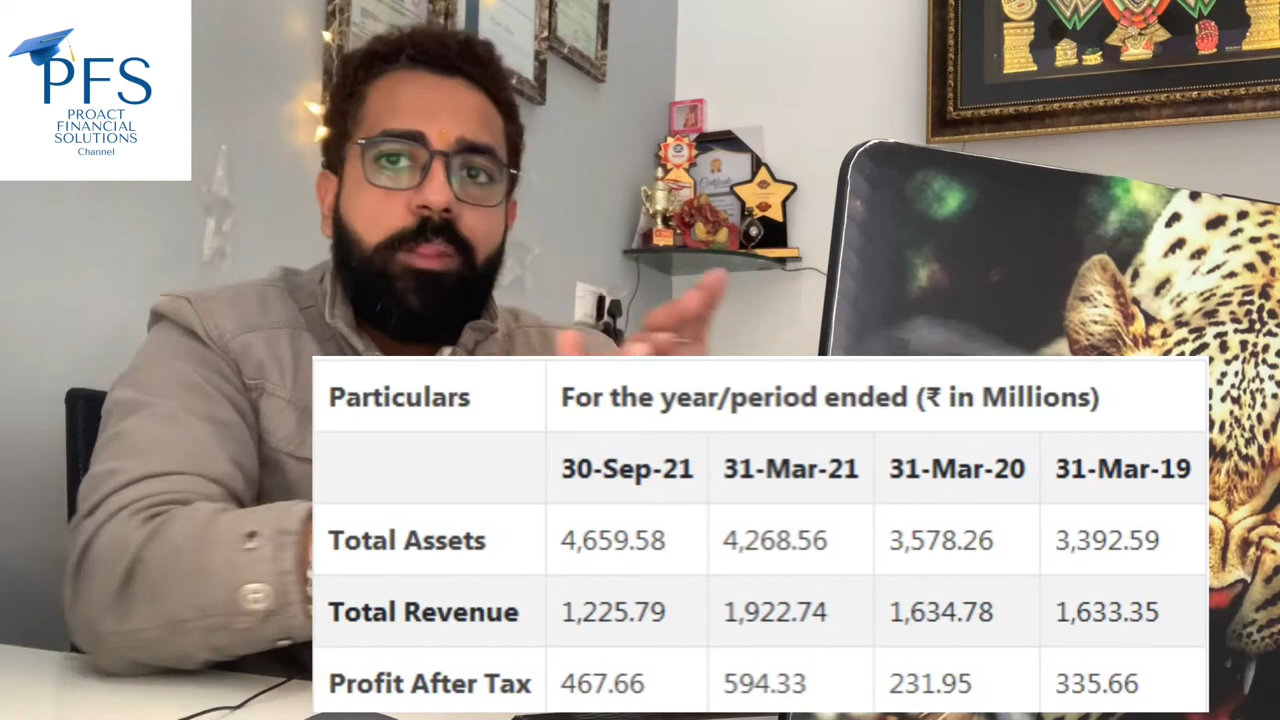 PFS
PROACT
FINANCIAL
SOLUTIONS
Channel
Certificate
Particulars For the year/period ended (₹ in Millions)
30-Sep-21 31-Mar-21 31-Mar-20 31-Mar-19
Total Assets 4,659.58 4,268.56 3,578.26 3,392.59
Total Revenue 1,225.79 1,922.74 1,634.78 1,633.35
Profit After Tax 467.66 594.33 231.95 335.66